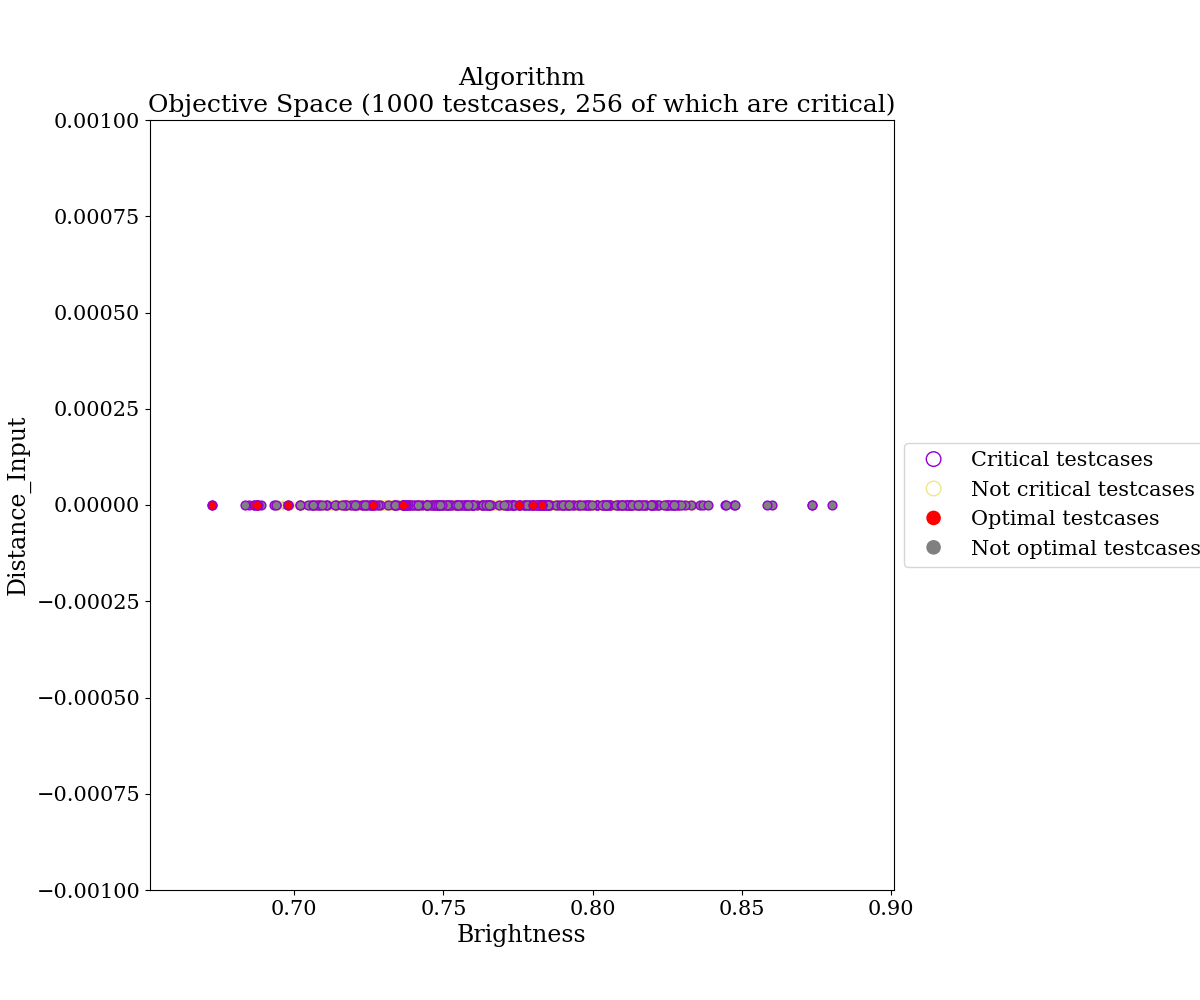 Algorithm
Objective Space (1000 testcases, 256 of which are critical)
0.00100
0.00075
0.00050
0.00025
0.00000
−0.00025
−0.00050
−0.00075
−0.00100
Distance_Input
0.70 0.75 0.80 0.85 0.90
Brightness
Critical testcases
Not critical testcases
Optimal testcases
Not optimal testcases